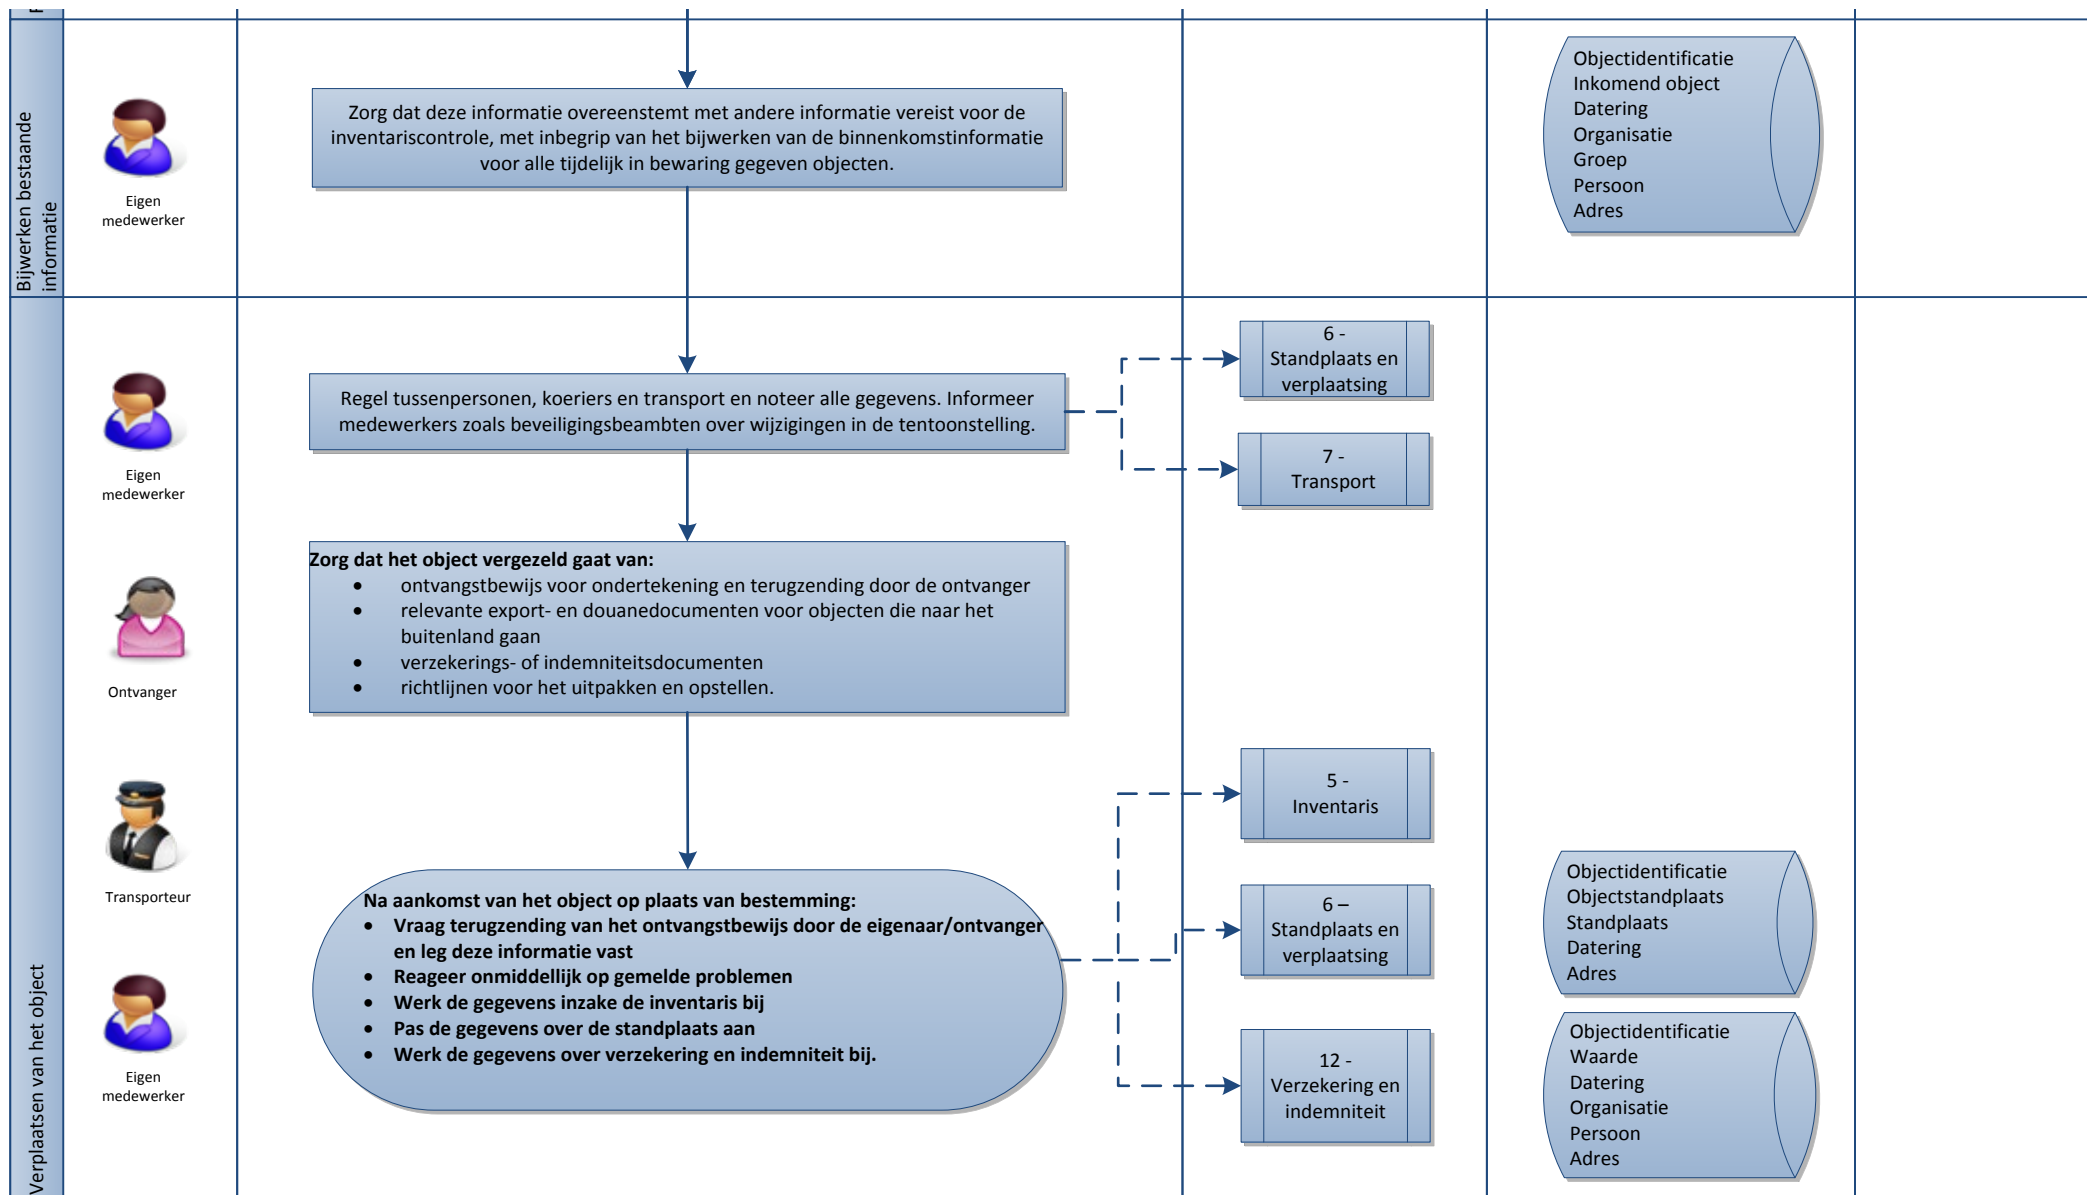 Bijwerken bestaande
informatie
Eigen
medewerker
Zorg dat deze informatie overeenstemt met andere informatie vereist voor de
inventariscontrole, met inbegrip van het bijwerken van de binnenkomstinformatie
voor alle tijdelijk in bewaring gegeven objecten.
Objectidentificatie
Inkomend object
Datering
Organisatie
Groep
Persoon
Adres
Verplaatsen van het object
Eigen
medewerker
Regel tussenpersonen, koeriers en transport en noteer alle gegevens. Informeer
medewerkers zoals beveiligingsbeambten over wijzigingen in de tentoonstelling.
6 -
Standplaats en
verplaatsing
7 -
Transport
Ontvanger
Zorg dat het object vergezeld gaat van:
• ontvangstbewijs voor ondertekening en terugzending door de ontvanger
• relevante export- en douanedocumenten voor objecten die naar het
buitenland gaan
• verzekerings- of indemniteitsdocumenten
• richtlijnen voor het uitpakken en opstellen.
Transporteur
5 -
Inventaris
Eigen
medewerker
Na aankomst van het object op plaats van bestemming:
• Vraag terugzending van het ontvangstbewijs door de eigenaar/ontvanger
en leg deze informatie vast
• Reageer onmiddellijk op gemelde problemen
• Werk de gegevens inzake de inventaris bij
• Pas de gegevens over de standplaats aan
• Werk de gegevens over verzekering en indemniteit bij.
6 –
Standplaats en
verplaatsing
Objectidentificatie
Objectstandplaats
Standplaats
Datering
Adres
12 -
Verzekering en
indemniteit
Objectidentificatie
Waarde
Datering
Organisatie
Persoon
Adres